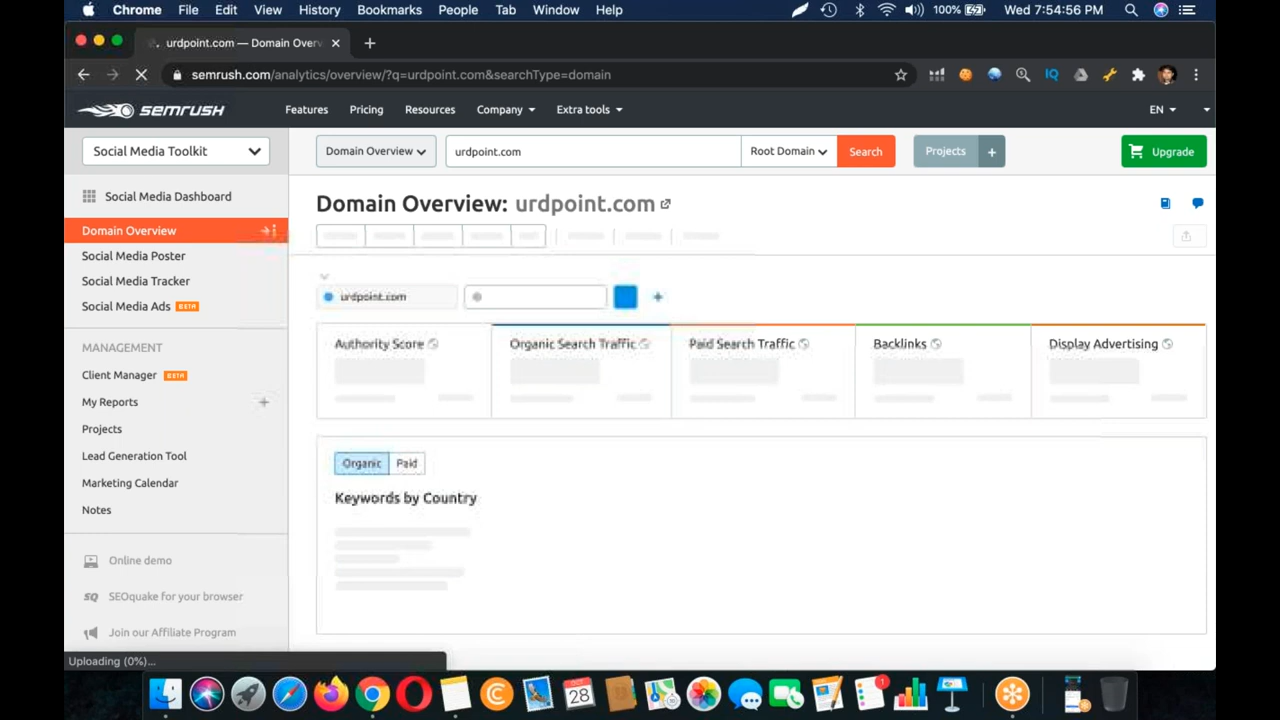 Chrome File Edit View History Bookmarks People Tab Window Help 100% Wed 7:54:56 PM
urdpoint.com — Domain Overv
semrush.com/analytics/overview/?q=urdpoint.com&searchType=domain
IQ
SEMRUSH Features Pricing Resources Company Extra tools EN
Social Media Toolkit
Domain Overview urdpoint.com Root Domain Search Projects + Upgrade
Social Media Dashboard
Domain Overview: urdpoint.com
Domain Overview
Social Media Poster
Social Media Tracker
Social Media Ads BETA
urdpoint.com
Authority Score Organic Search Traffic Paid Search Traffic Backlinks Display Advertising
MANAGEMENT
Client Manager BETA
My Reports
Projects
Lead Generation Tool
Marketing Calendar
Notes
Organic Paid
Keywords by Country
Online demo
SQ SEOquake for your browser
Join our Affiliate Program
Uploading (0%)...
28
1